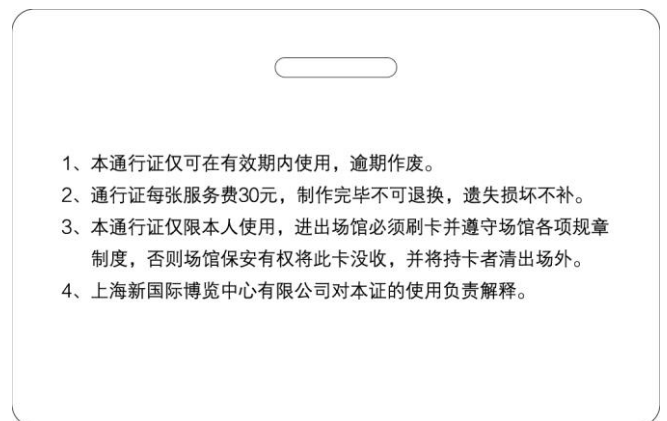 1、本通行证仅可在有效期内使用，逾期作废。
2、通行证每张服务费30元，制作完毕不可退换，遗失损坏不补。
3、本通行证仅限本人使用，进出场馆必须刷卡并遵守场馆各项规章
制度，否则场馆保安有权将此卡没收，并将持卡者清出场外。
4、上海新国际博览中心有限公司对本证的使用负责解释。